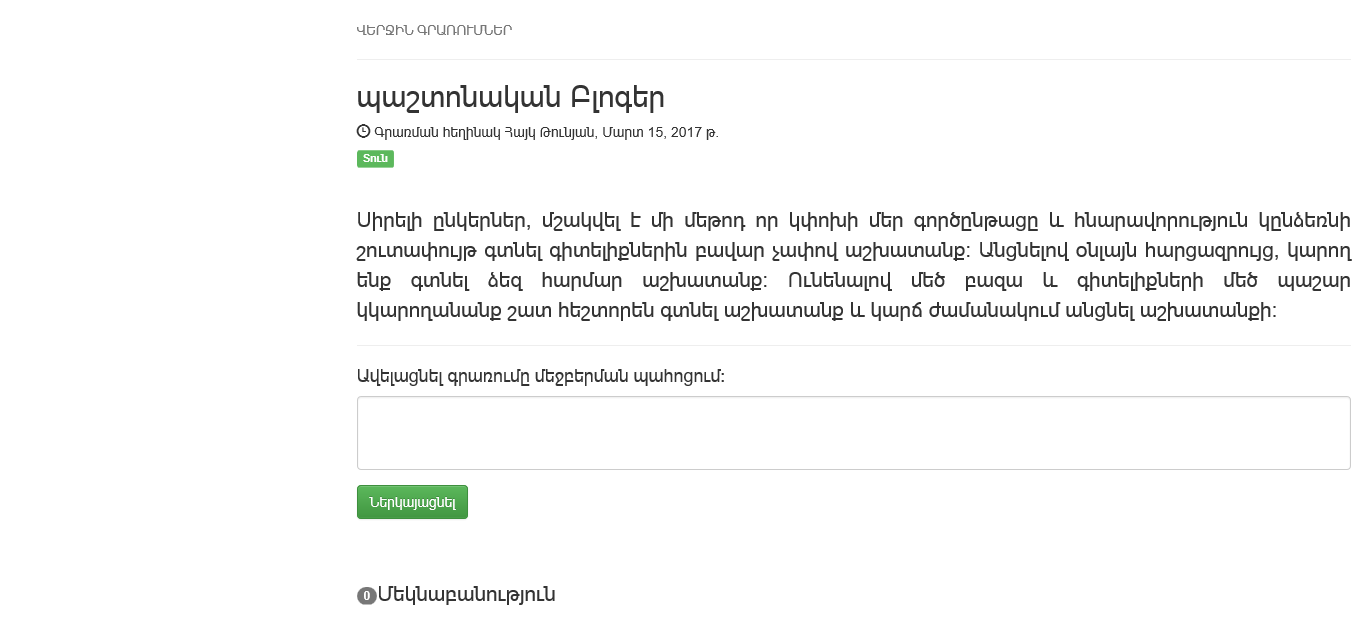 ՎԵՐՋԻՆ ԳՐԱՌՈՒՄՆԵՐ
պաշտոնական Բլոգեր
Գրառման հեղինակ Հայկ Թունյան, Մարտ 15, 2017 թ.
Տուն
Սիրելի ընկերներ, մշակվել է մի մեթոդ որ կփոխի մեր գործընթացը և հնարավորություն կընձեռնի
շուտափույթ գտնել գիտելիքներին բավար չափով աշխատանք: Անցնելով օնլայն հարցազրույց, կարող
ենք գտնել ձեզ հարմար աշխատանք: Ունենալով մեծ բազա և գիտելիքների մեծ պաշար
կկարողանանք շատ հեշտորեն գտնել աշխատանք և կարճ ժամանակում անցնել աշխատանքի:
Ավելացնել գրառումը մեջբերման պահոցում:
Ներկայացնել
0 Մեկնաբանություն